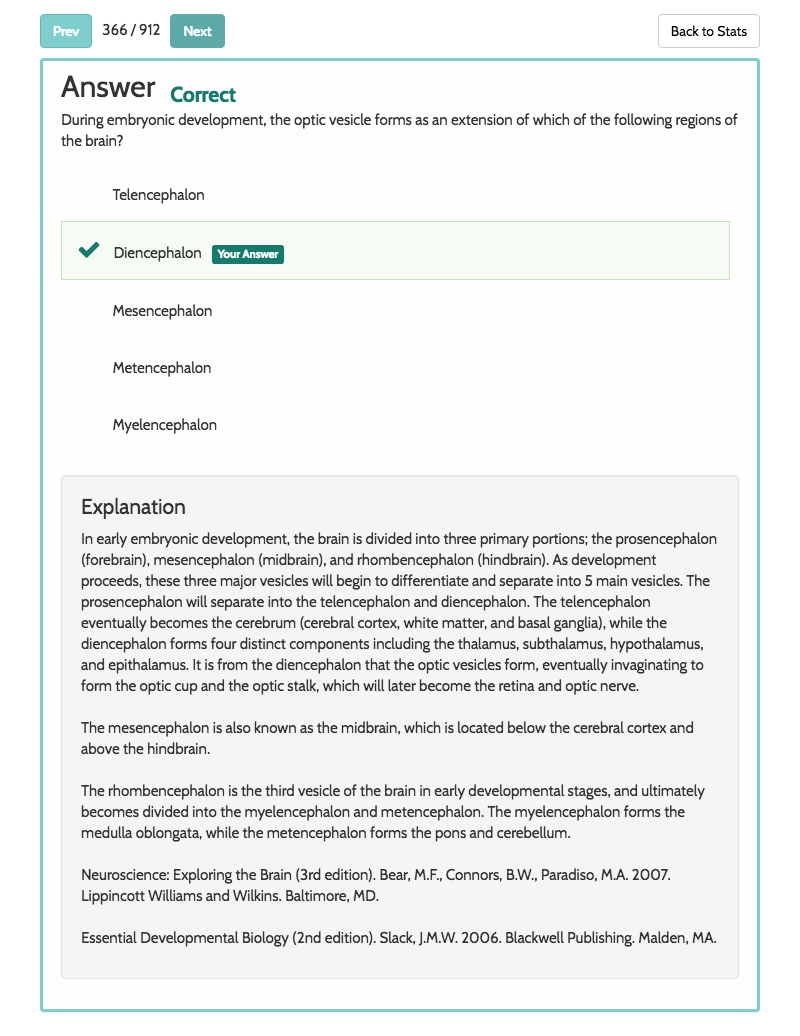 Prev 366 / 912 Next Back to Stats
Answer Correct
During embryonic development, the optic vesicle forms as an extension of which of the following regions of
the brain?
Telencephalon
Diencephalon Your Answer
Mesencephalon
Metencephalon
Myelencephalon
Explanation
In early embryonic development, the brain is divided into three primary portions; the prosencephalon
(forebrain), mesencephalon (midbrain), and rhombencephalon (hindbrain). As development
proceeds, these three major vesicles will begin to differentiate and separate into 5 main vesicles. The
prosencephalon will separate into the telencephalon and diencephalon. The telencephalon
eventually becomes the cerebrum (cerebral cortex, white matter, and basal ganglia), while the
diencephalon forms four distinct components including the thalamus, subthalamus, hypothalamus,
and epithalamus. It is from the diencephalon that the optic vesicles form, eventually invaginating to
form the optic cup and the optic stalk, which will later become the retina and optic nerve.
The mesencephalon is also known as the midbrain, which is located below the cerebral cortex and
above the hindbrain.
The rhombencephalon is the third vesicle of the brain in early developmental stages, and ultimately
becomes divided into the myelencephalon and metencephalon. The myelencephalon forms the
medulla oblongata, while the metencephalon forms the pons and cerebellum.
Neuroscience: Exploring the Brain (3rd edition). Bear, M.F., Connors, B.W., Paradiso, M.A. 2007.
Lippincott Williams and Wilkins. Baltimore, MD.
Essential Developmental Biology (2nd edition). Slack, J.M.W. 2006. Blackwell Publishing. Malden, MA.